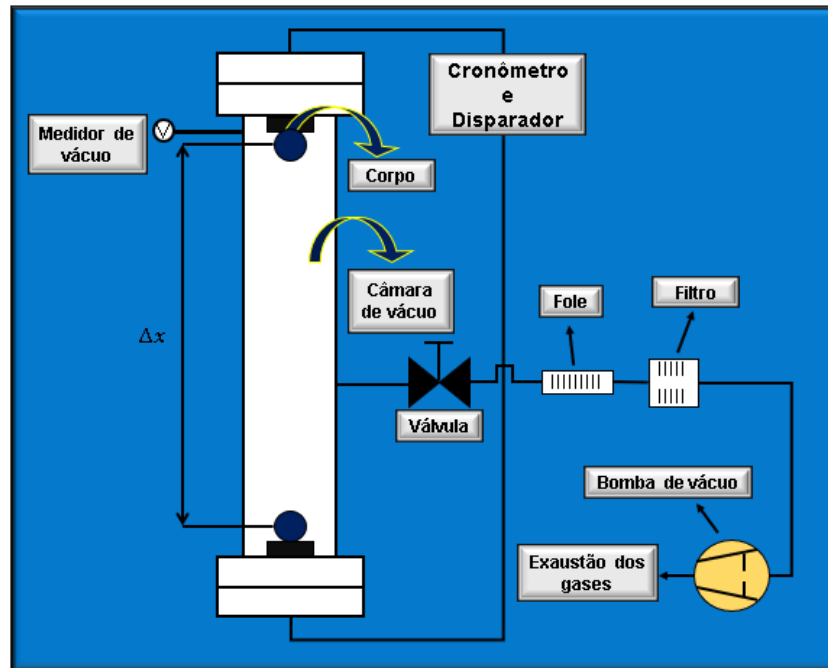 Cronômetro
e
Disparador
Medidor de
vácuo
V
Corpo
Câmara
de vácuo
Fole
Filtro
Δx
Válvula
Bomba de vácuo
Exaustão dos
gases